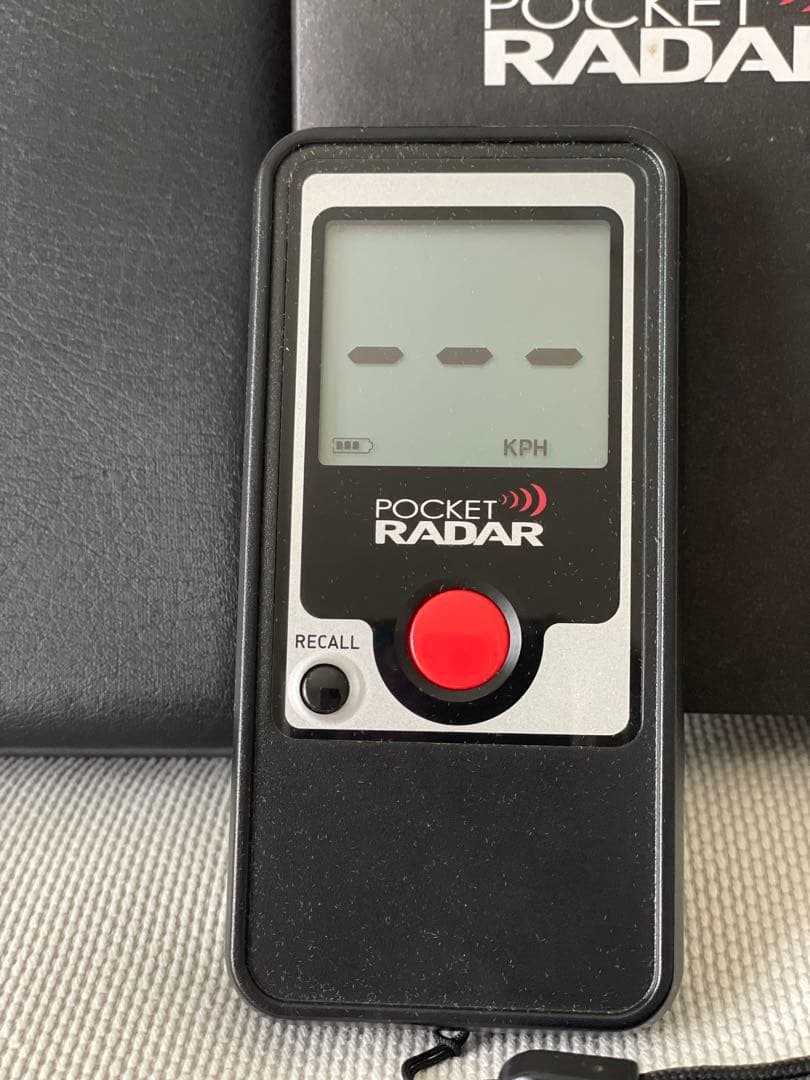 POCKET
RADAR
- - -
KPH
POCKET
RADAR
RECALL